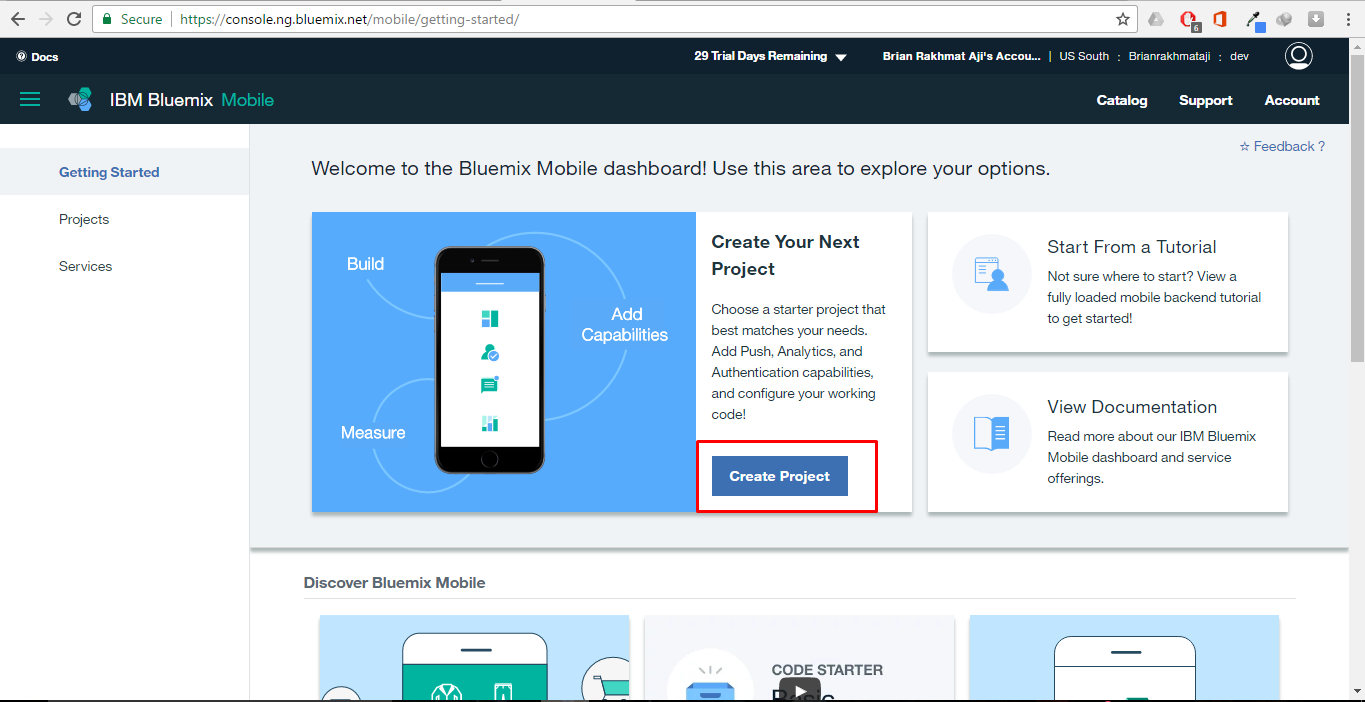 Secure
https://console.ng.bluemix.net/mobile/getting-started/
6
Docs
29 Trial Days Remaining
Brian Rakhmat Aji's Accou... | US South : Brianrakhmataji : dev
IBM Bluemix Mobile
Catalog
Support
Account
Getting Started
Projects
Services
Feedback ?
Welcome to the Bluemix Mobile dashboard! Use this area to explore your options.
Build
Add
Capabilities
Measure
Create Your Next
Project
Choose a starter project that
best matches your needs.
Add Push, Analytics, and
Authentication capabilities,
and configure your working
code!
Create Project
Start From a Tutorial
Not sure where to start? View a
fully loaded mobile backend tutorial
to get started!
View Documentation
Read more about our IBM Bluemix
Mobile dashboard and service
offerings.
Discover Bluemix Mobile
CODE STARTER
Basic